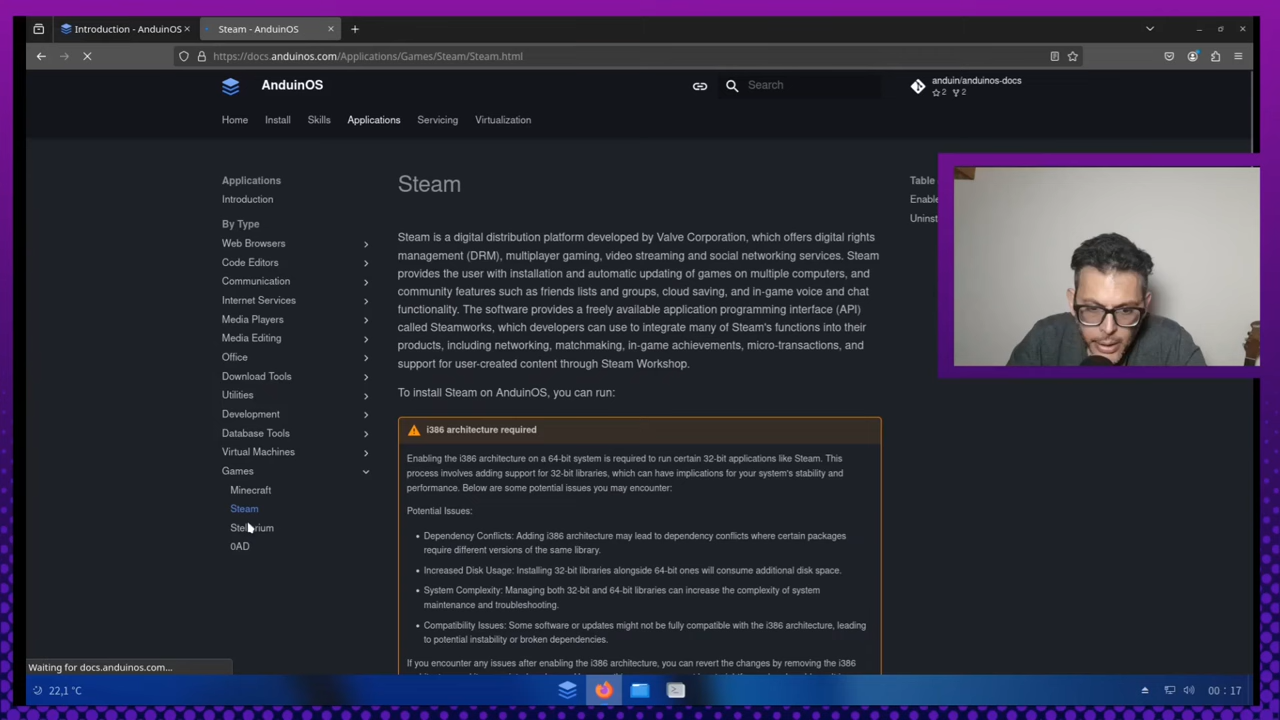 Introduction - AnduinOS
Steam - AnduinOS
https://docs.anduinos.com/Applications/Games/Steam/Steam.html
AnduinOS
Search
anduin/anduinos-docs
2 2
Home Install Skills Applications Servicing Virtualization
Applications
Introduction
By Type
Web Browsers
Code Editors
Communication
Internet Services
Media Players
Media Editing
Office
Download Tools
Utilities
Development
Database Tools
Virtual Machines
Games
Minecraft
Steam
0AD
Steam
Steam is a digital distribution platform developed by Valve Corporation, which offers digital rights
management (DRM), multiplayer gaming, video streaming and social networking services. Steam
provides the user with installation and automatic updating of games on multiple computers, and
community features such as friends lists and groups, cloud saving, and in-game voice and chat
functionality. The software provides a freely available application programming interface (API)
called Steamworks, which developers can use to integrate many of Steam's functions into their
products, including networking, matchmaking, in-game achievements, micro-transactions, and
support for user-created content through Steam Workshop.
To install Steam on AnduinOS, you can run:
i386 architecture required
Enabling the i386 architecture on a 64-bit system is required to run certain 32-bit applications like Steam. This
process involves adding support for 32-bit libraries, which can have implications for your system's stability and
performance. Below are some potential issues you may encounter:
Potential Issues:
• Dependency Conflicts: Adding i386 architecture may lead to dependency conflicts where certain packages
require different versions of the same library.
• Increased Disk Usage: Installing 32-bit libraries alongside 64-bit ones will consume additional disk space.
• System Complexity: Managing both 32-bit and 64-bit libraries can increase the complexity of system
maintenance and troubleshooting.
• Compatibility Issues: Some software or updates might not be fully compatible with the i386 architecture, leading
to potential instability or broken dependencies.
If you encounter any issues after enabling the i386 architecture, you can revert the changes by removing the i386
Table
Enable
Uninst
Waiting for docs.anduinos.com...
22,1 °C
00:17